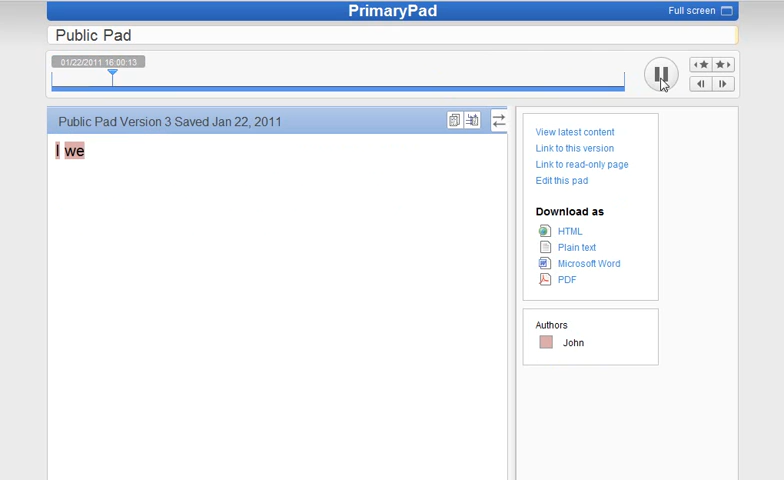 PrimaryPad
Full screen
Public Pad
01/22/2011 16:00:13
Public Pad Version 3 Saved Jan 22, 2011
I we
View latest content
Link to this version
Link to read-only page
Edit this pad
Download as
HTML
Plain text
Microsoft Word
PDF
Authors
John